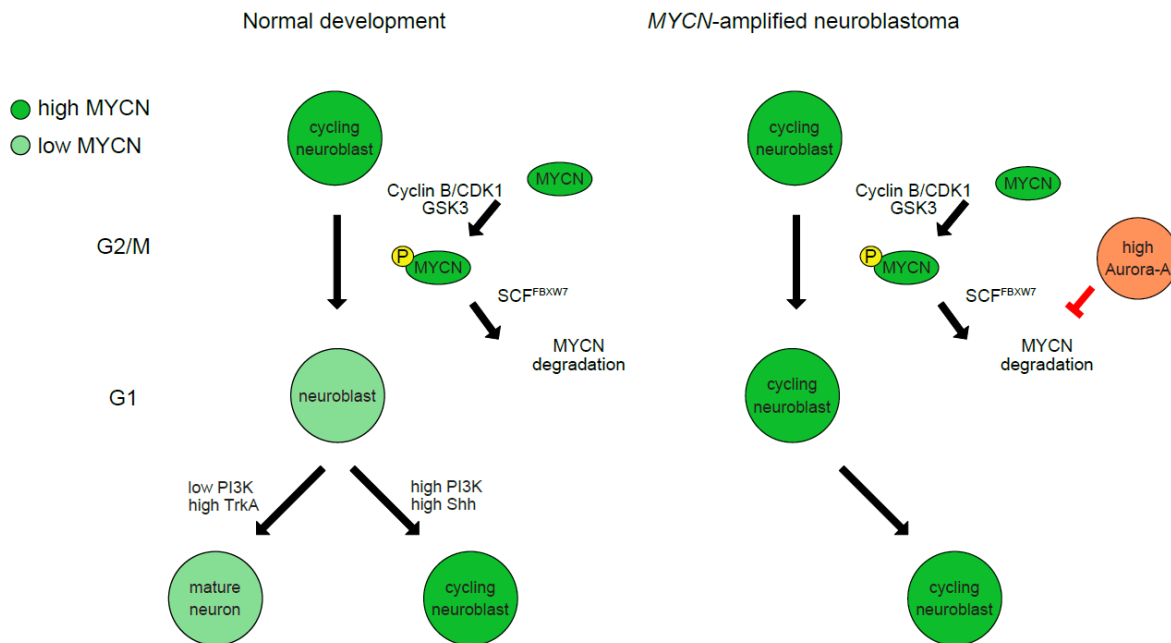 Normal development
MYCN-amplified neuroblastoma
high MYCN
low MYCN
cycling
neuroblast
MYCN
Cyclin B/CDK1
GSK3
G2/M
P
MYCN
SCFFBXW7
MYCN
degradation
G1
neuroblast
low PI3K
high TrkA
high PI3K
high Shh
mature
neuron
cycling
neuroblast
cycling
neuroblast
MYCN
Cyclin B/CDK1
GSK3
P
MYCN
high
Aurora-A
SCFFBXW7
MYCN
degradation
cycling
neuroblast
cycling
neuroblast